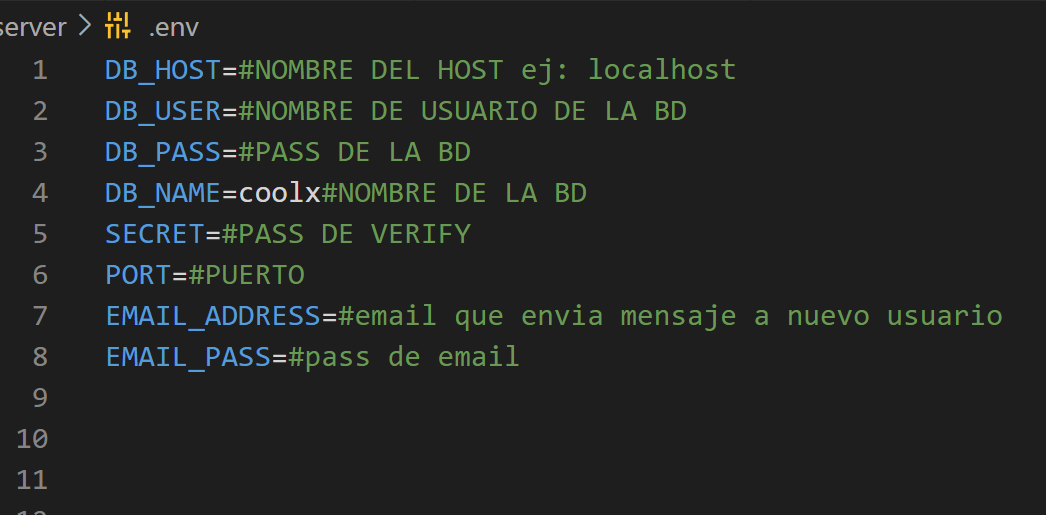 server > .env
1 DB_HOST=#NOMBRE DEL HOST ej: localhost
2 DB_USER=#NOMBRE DE USUARIO DE LA BD
3 DB_PASS=#PASS DE LA BD
4 DB_NAME=coolx#NOMBRE DE LA BD
5 SECRET=#PASS DE VERIFY
6 PORT=#PUERTO
7 EMAIL_ADDRESS=#email que envia mensaje a nuevo usuario
8 EMAIL_PASS=#pass de email
9
10
11